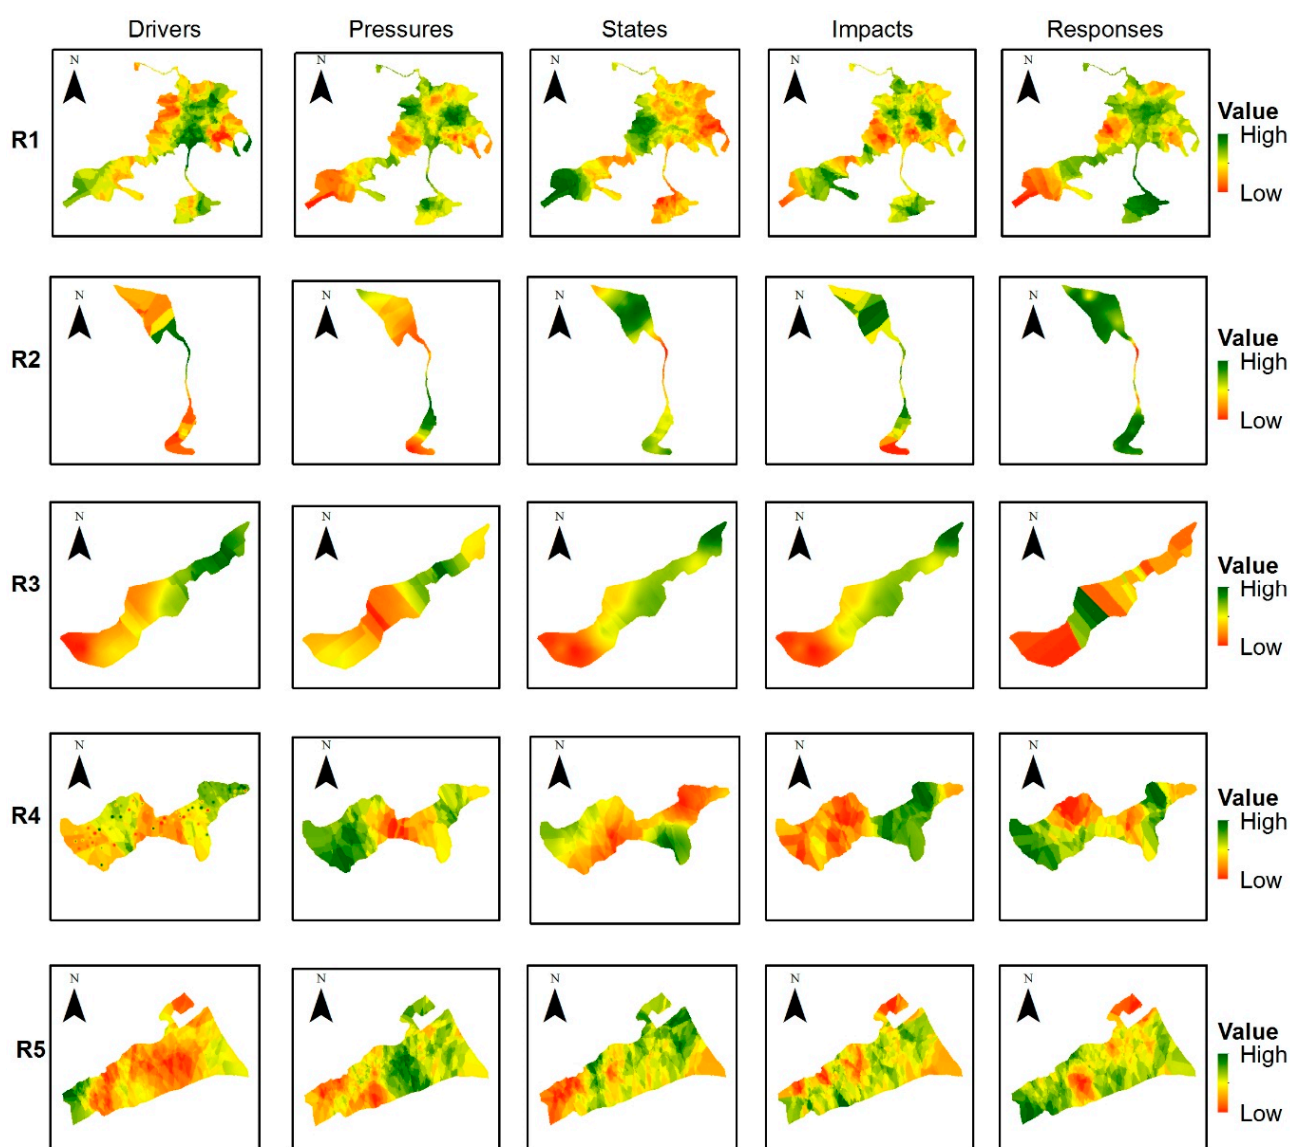 Drivers Pressures States Impacts Responses
N N N N N
R1
Value
High
Low
N N N N N
R2
Value
High
Low
N N N N N
R3
Value
High
Low
N N N N N
R4
Value
High
Low
N N N N N
R5
Value
High
Low